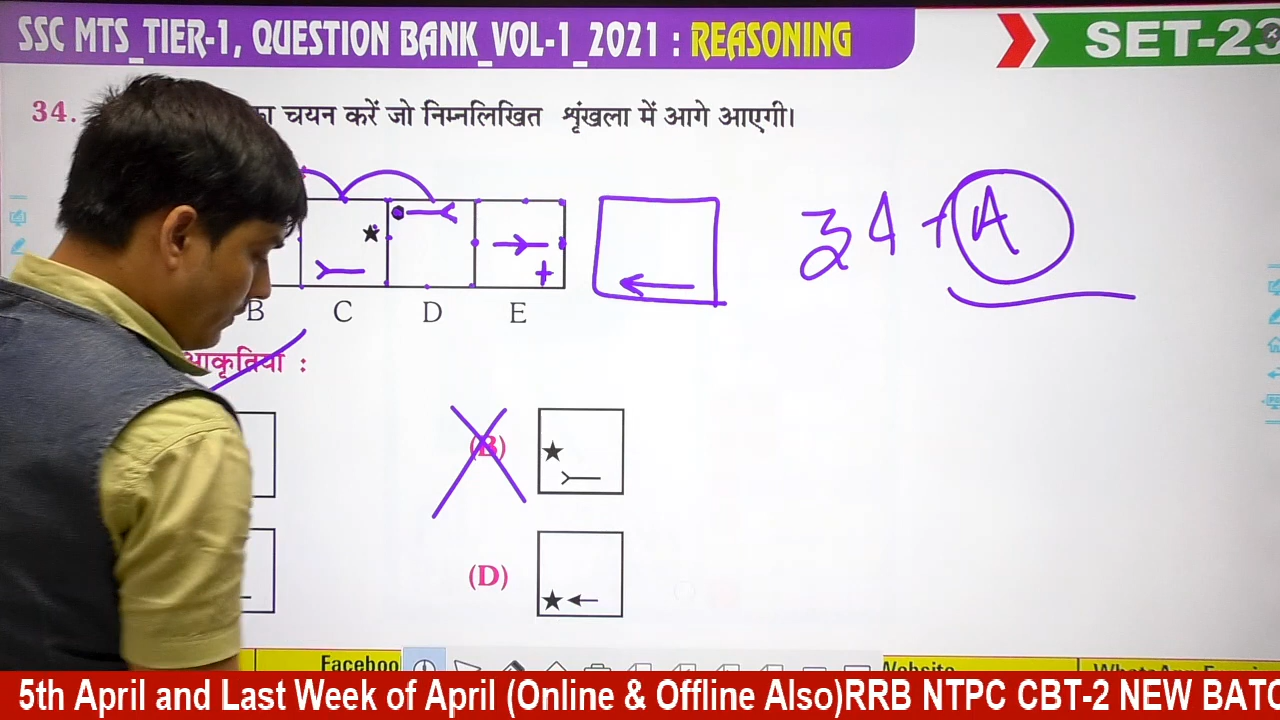 SSC MTS_TIER-1, QUESTION BANK_VOL-1_2021 : REASONING
SET-23
34. का चयन करें जो निम्नलिखित शृंखला में आगे आएगी।
34 - A
B C D E
आकृतियाँ :
(B)
(D)
Faceboo
Website
5th April and Last Week of April (Online & Offline Also)RRB NTPC CBT-2 NEW BATC